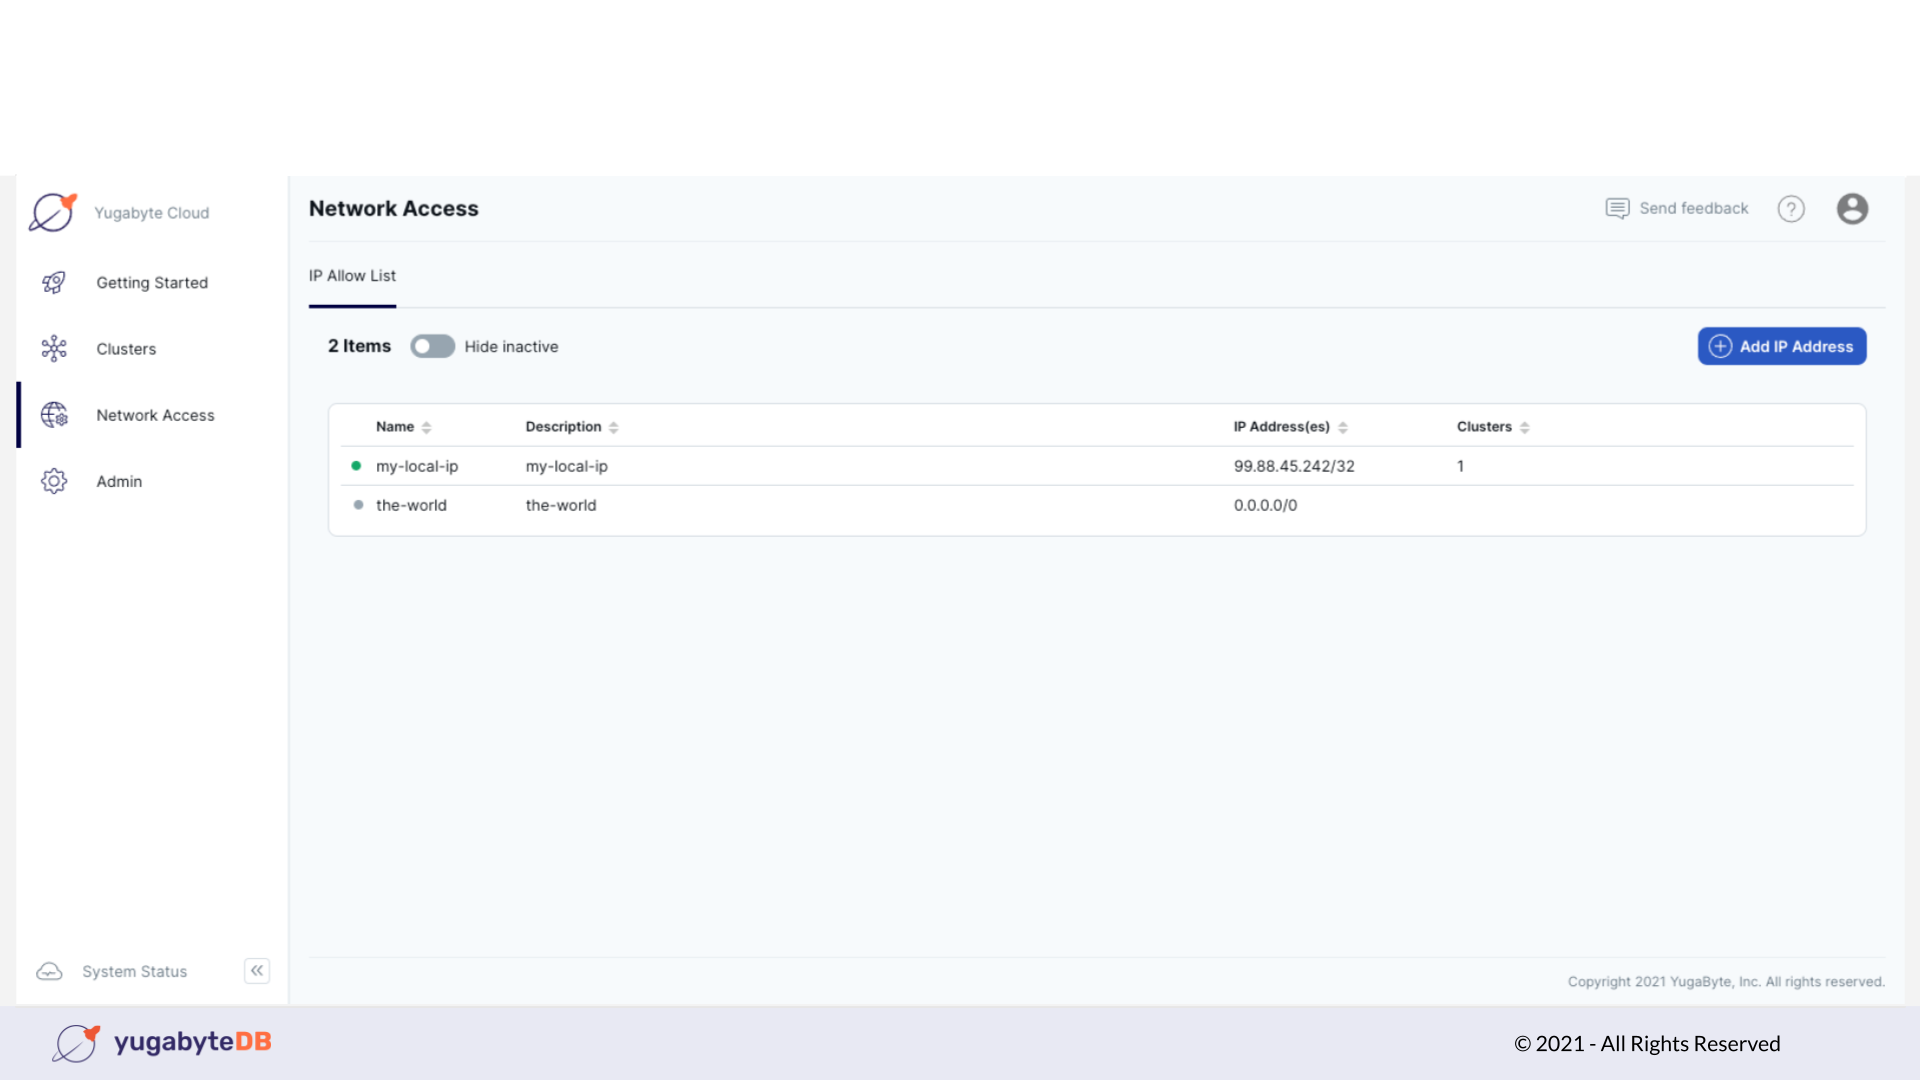 Yugabyte Cloud
Getting Started
Clusters
Network Access
Admin
System Status
Network Access
Send feedback
?
IP Allow List
2 Items Hide inactive
Add IP Address
Name Description IP Address(es) Clusters
my-local-ip my-local-ip 99.88.45.242/32 1
the-world the-world 0.0.0.0/0
Copyright 2021 YugaByte, Inc. All rights reserved.
yugabyteDB
© 2021 - All Rights Reserved